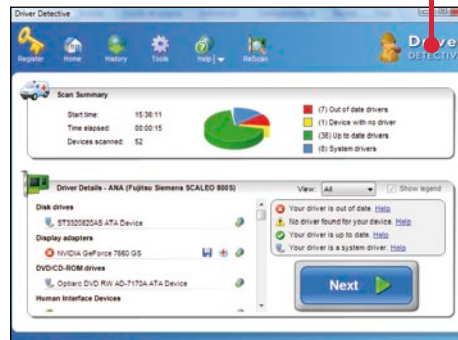 Driver Detective
Register Home History Tools Help ReScan
Drive
DETECTIV
Scan Summary
Start time: 15:36:11
Time elapsed: 00:00:15
Devices scanned: 52
(7) Out of date drivers
(1) Device with no driver
(36) Up to date drivers
(8) System drivers
Driver Details - ANA (Fujitsu Siemens SCALEO 800S)
View: All Show legend
Disk drives
ST3320820AS ATA Device
Display adapters
NVIDIA GeForce 7650 GS
DVD/CD-ROM drives
Optiarc DVD RW AD-7170A ATA Device
Human Interface Devices
Your driver is out of date. Help
No driver found for your device. Help
Your driver is up to date. Help
Your driver is a system driver. Help
Next